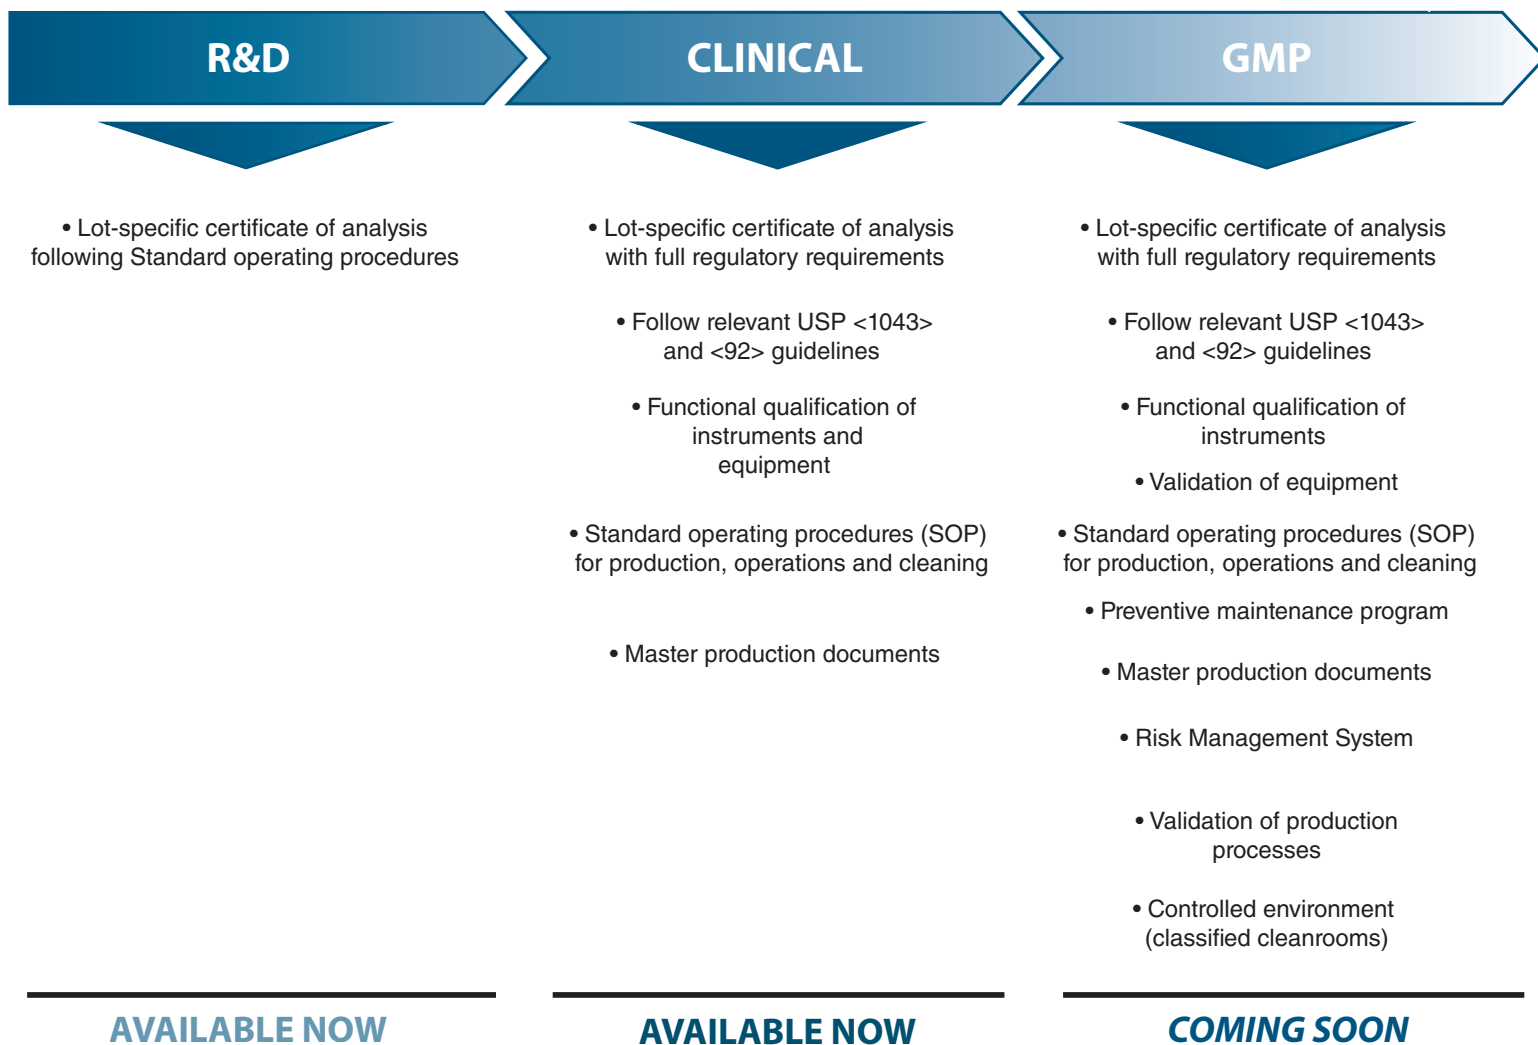 R&D
CLINICAL
GMP
• Lot-specific certificate of analysis
following Standard operating procedures
• Lot-specific certificate of analysis
with full regulatory requirements
• Follow relevant USP <1043>
and <92> guidelines
• Functional qualification of
instruments and
equipment
• Standard operating procedures (SOP)
for production, operations and cleaning
• Master production documents
• Lot-specific certificate of analysis
with full regulatory requirements
• Follow relevant USP <1043>
and <92> guidelines
• Functional qualification of
instruments
• Validation of equipment
• Standard operating procedures (SOP)
for production, operations and cleaning
• Preventive maintenance program
• Master production documents
• Risk Management System
• Validation of production
processes
• Controlled environment
(classified cleanrooms)
AVAILABLE NOW
AVAILABLE NOW
COMING SOON